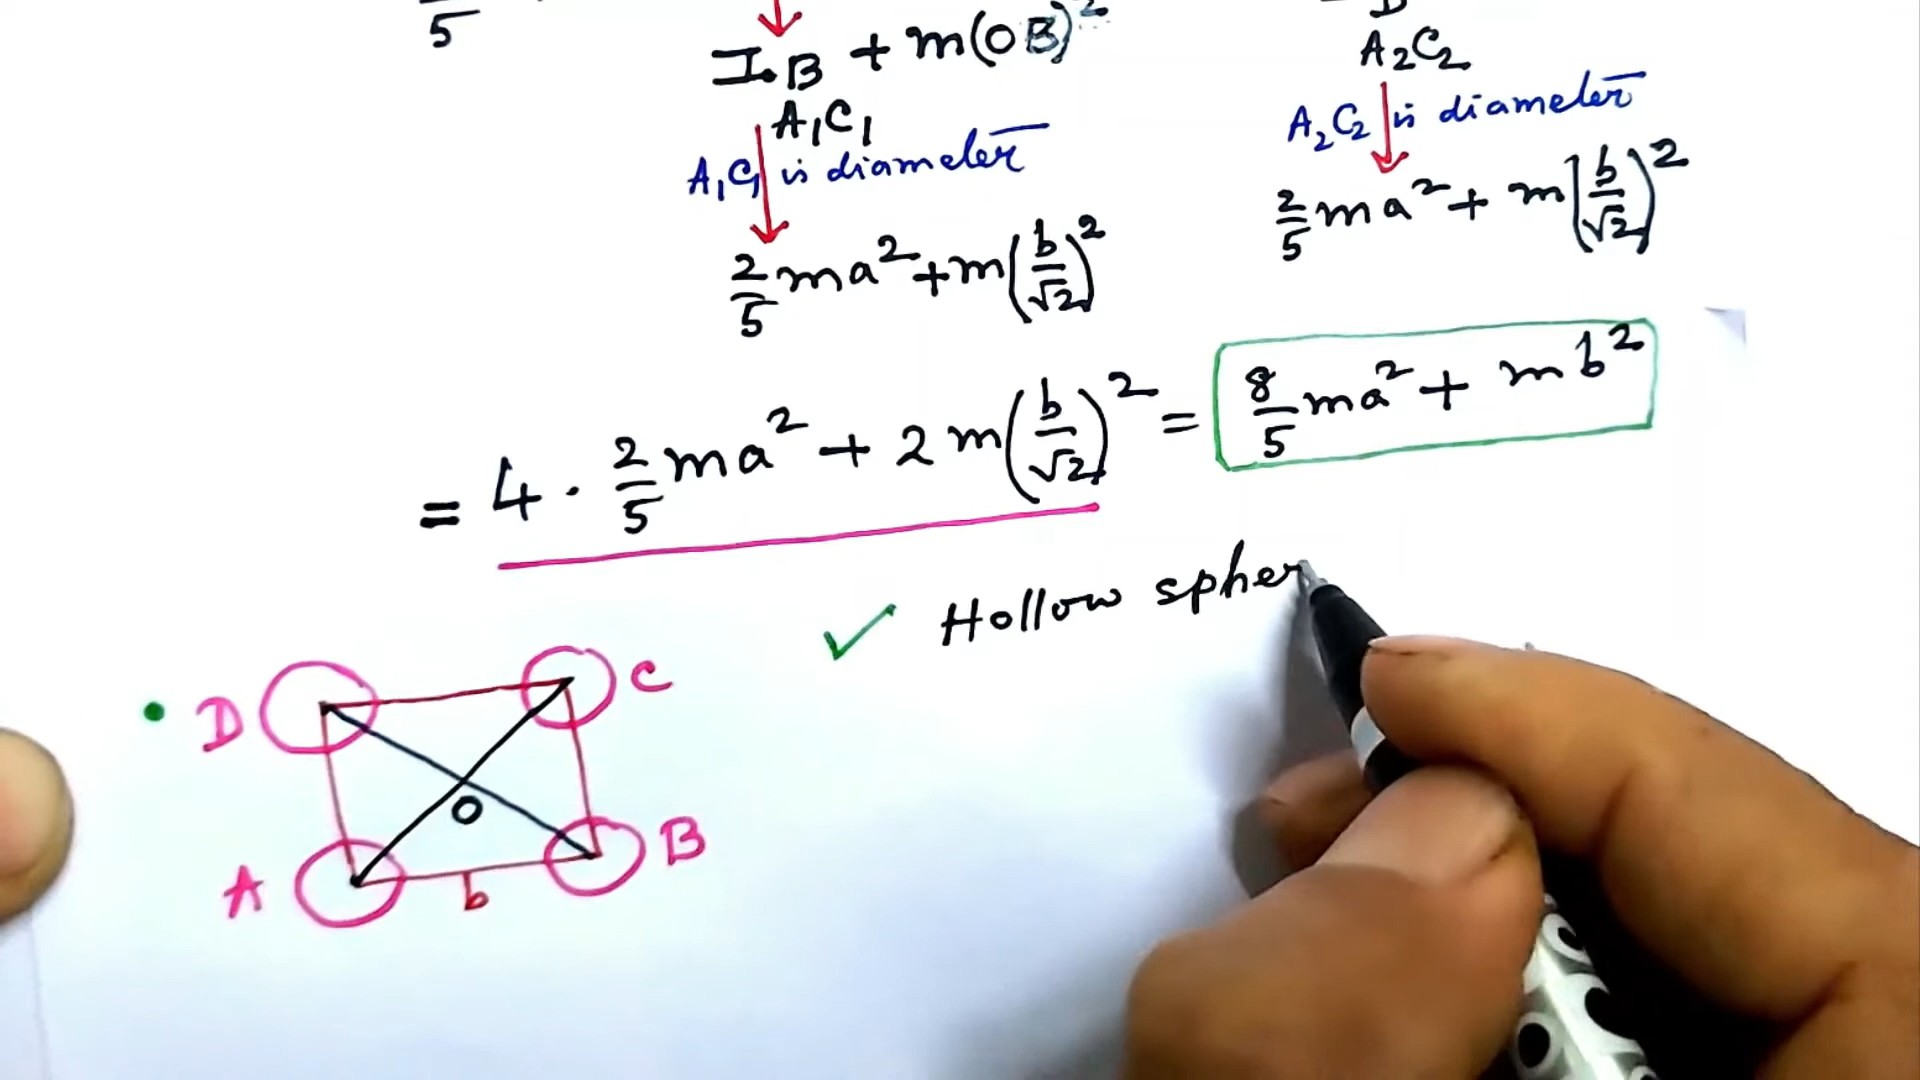 5
I B + m(OB)²
A₁C₁
A₁C₁ is diameter
2/5 ma² + m(b/√2)²
A₂C₂
A₂C₂ is diameter
2/5 ma² + m(b/√2)²
= 4 · 2/5 ma² + 2m(b/√2)² = 8/5 ma² + mb²
✓ Hollow spher
D C
O
A b B